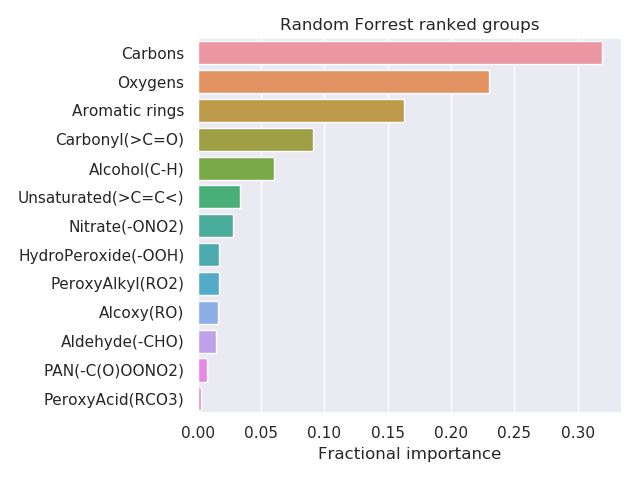 Random Forrest ranked groups
Carbons
Oxygens
Aromatic rings
Carbonyl(>C=O)
Alcohol(C-H)
Unsaturated(>C=C<)
Nitrate(-ONO2)
HydroPeroxide(-OOH)
PeroxyAlkyl(RO2)
Alcoxy(RO)
Aldehyde(-CHO)
PAN(-C(O)OONO2)
PeroxyAcid(RCO3)
0.00 0.05 0.10 0.15 0.20 0.25 0.30
Fractional importance